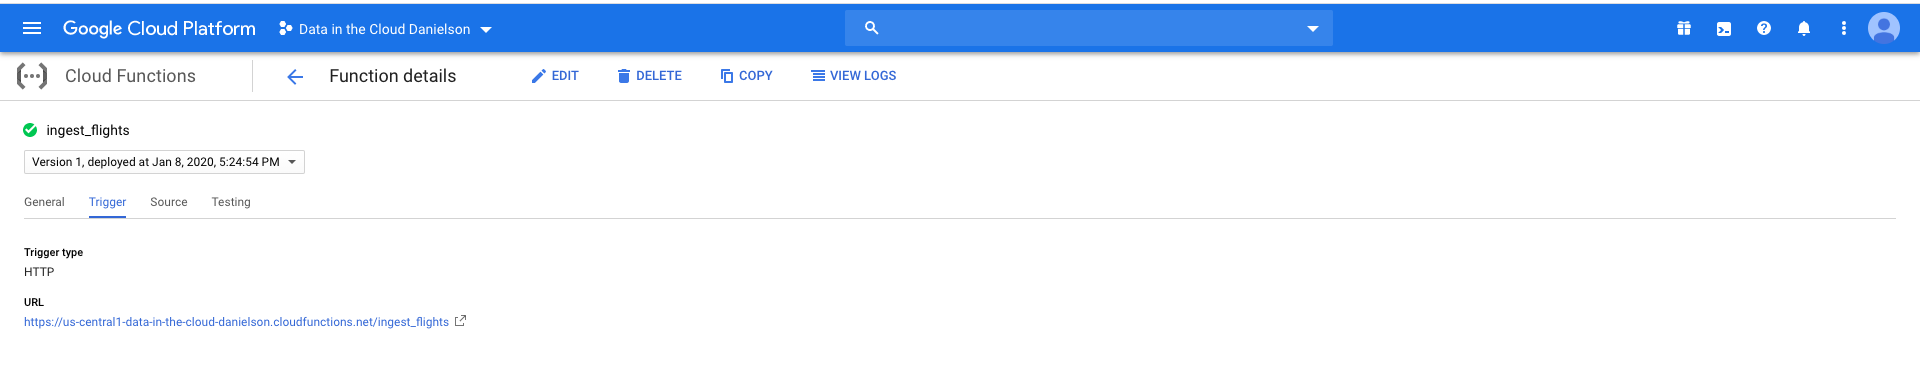 Google Cloud Platform Data in the Cloud Danielson
Cloud Functions Function details EDIT DELETE COPY VIEW LOGS
ingest_flights
Version 1, deployed at Jan 8, 2020, 5:24:54 PM
General Trigger Source Testing
Trigger type
HTTP
URL
https://us-central1-data-in-the-cloud-danielson.cloudfunctions.net/ingest_flights